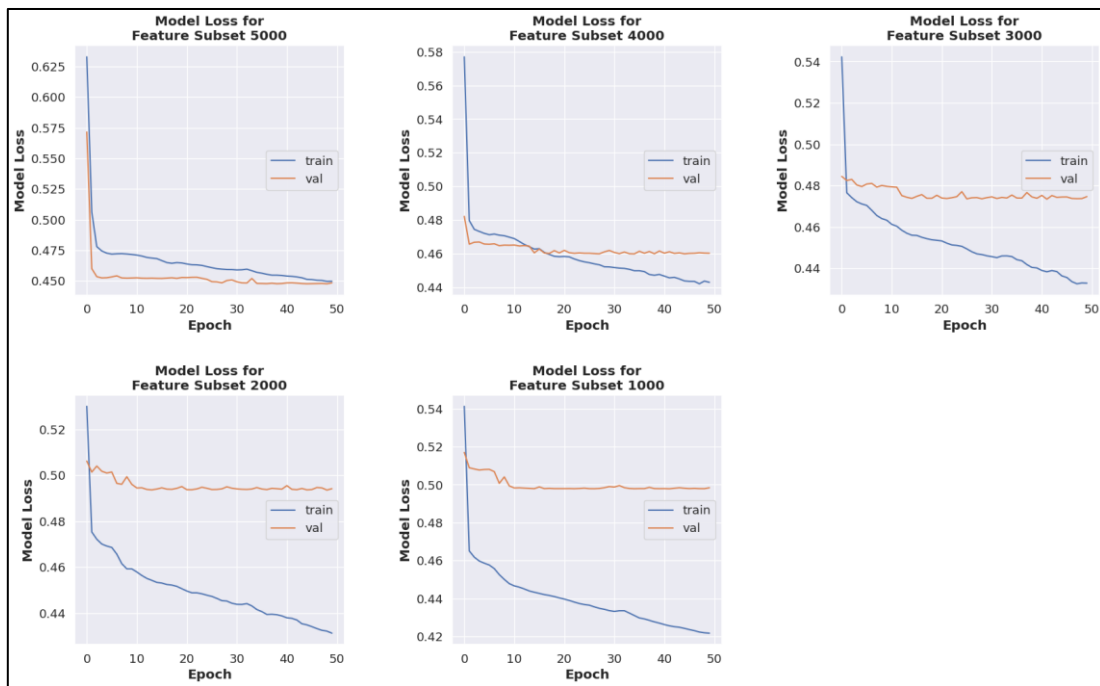 Model Loss for
Feature Subset 5000
0.625
0.600
0.575
0.550
0.525
0.500
0.475
0.450
Model Loss
train
val
0 10 20 30 40 50
Epoch
Model Loss for
Feature Subset 4000
0.58
0.56
0.54
0.52
0.50
0.48
0.46
0.44
Model Loss
train
val
0 10 20 30 40 50
Epoch
Model Loss for
Feature Subset 3000
0.54
0.52
0.50
0.48
0.46
0.44
Model Loss
train
val
0 10 20 30 40 50
Epoch
Model Loss for
Feature Subset 2000
0.52
0.50
0.48
0.46
0.44
Model Loss
train
val
0 10 20 30 40 50
Epoch
Model Loss for
Feature Subset 1000
0.54
0.52
0.50
0.48
0.46
0.44
0.42
Model Loss
train
val
0 10 20 30 40 50
Epoch